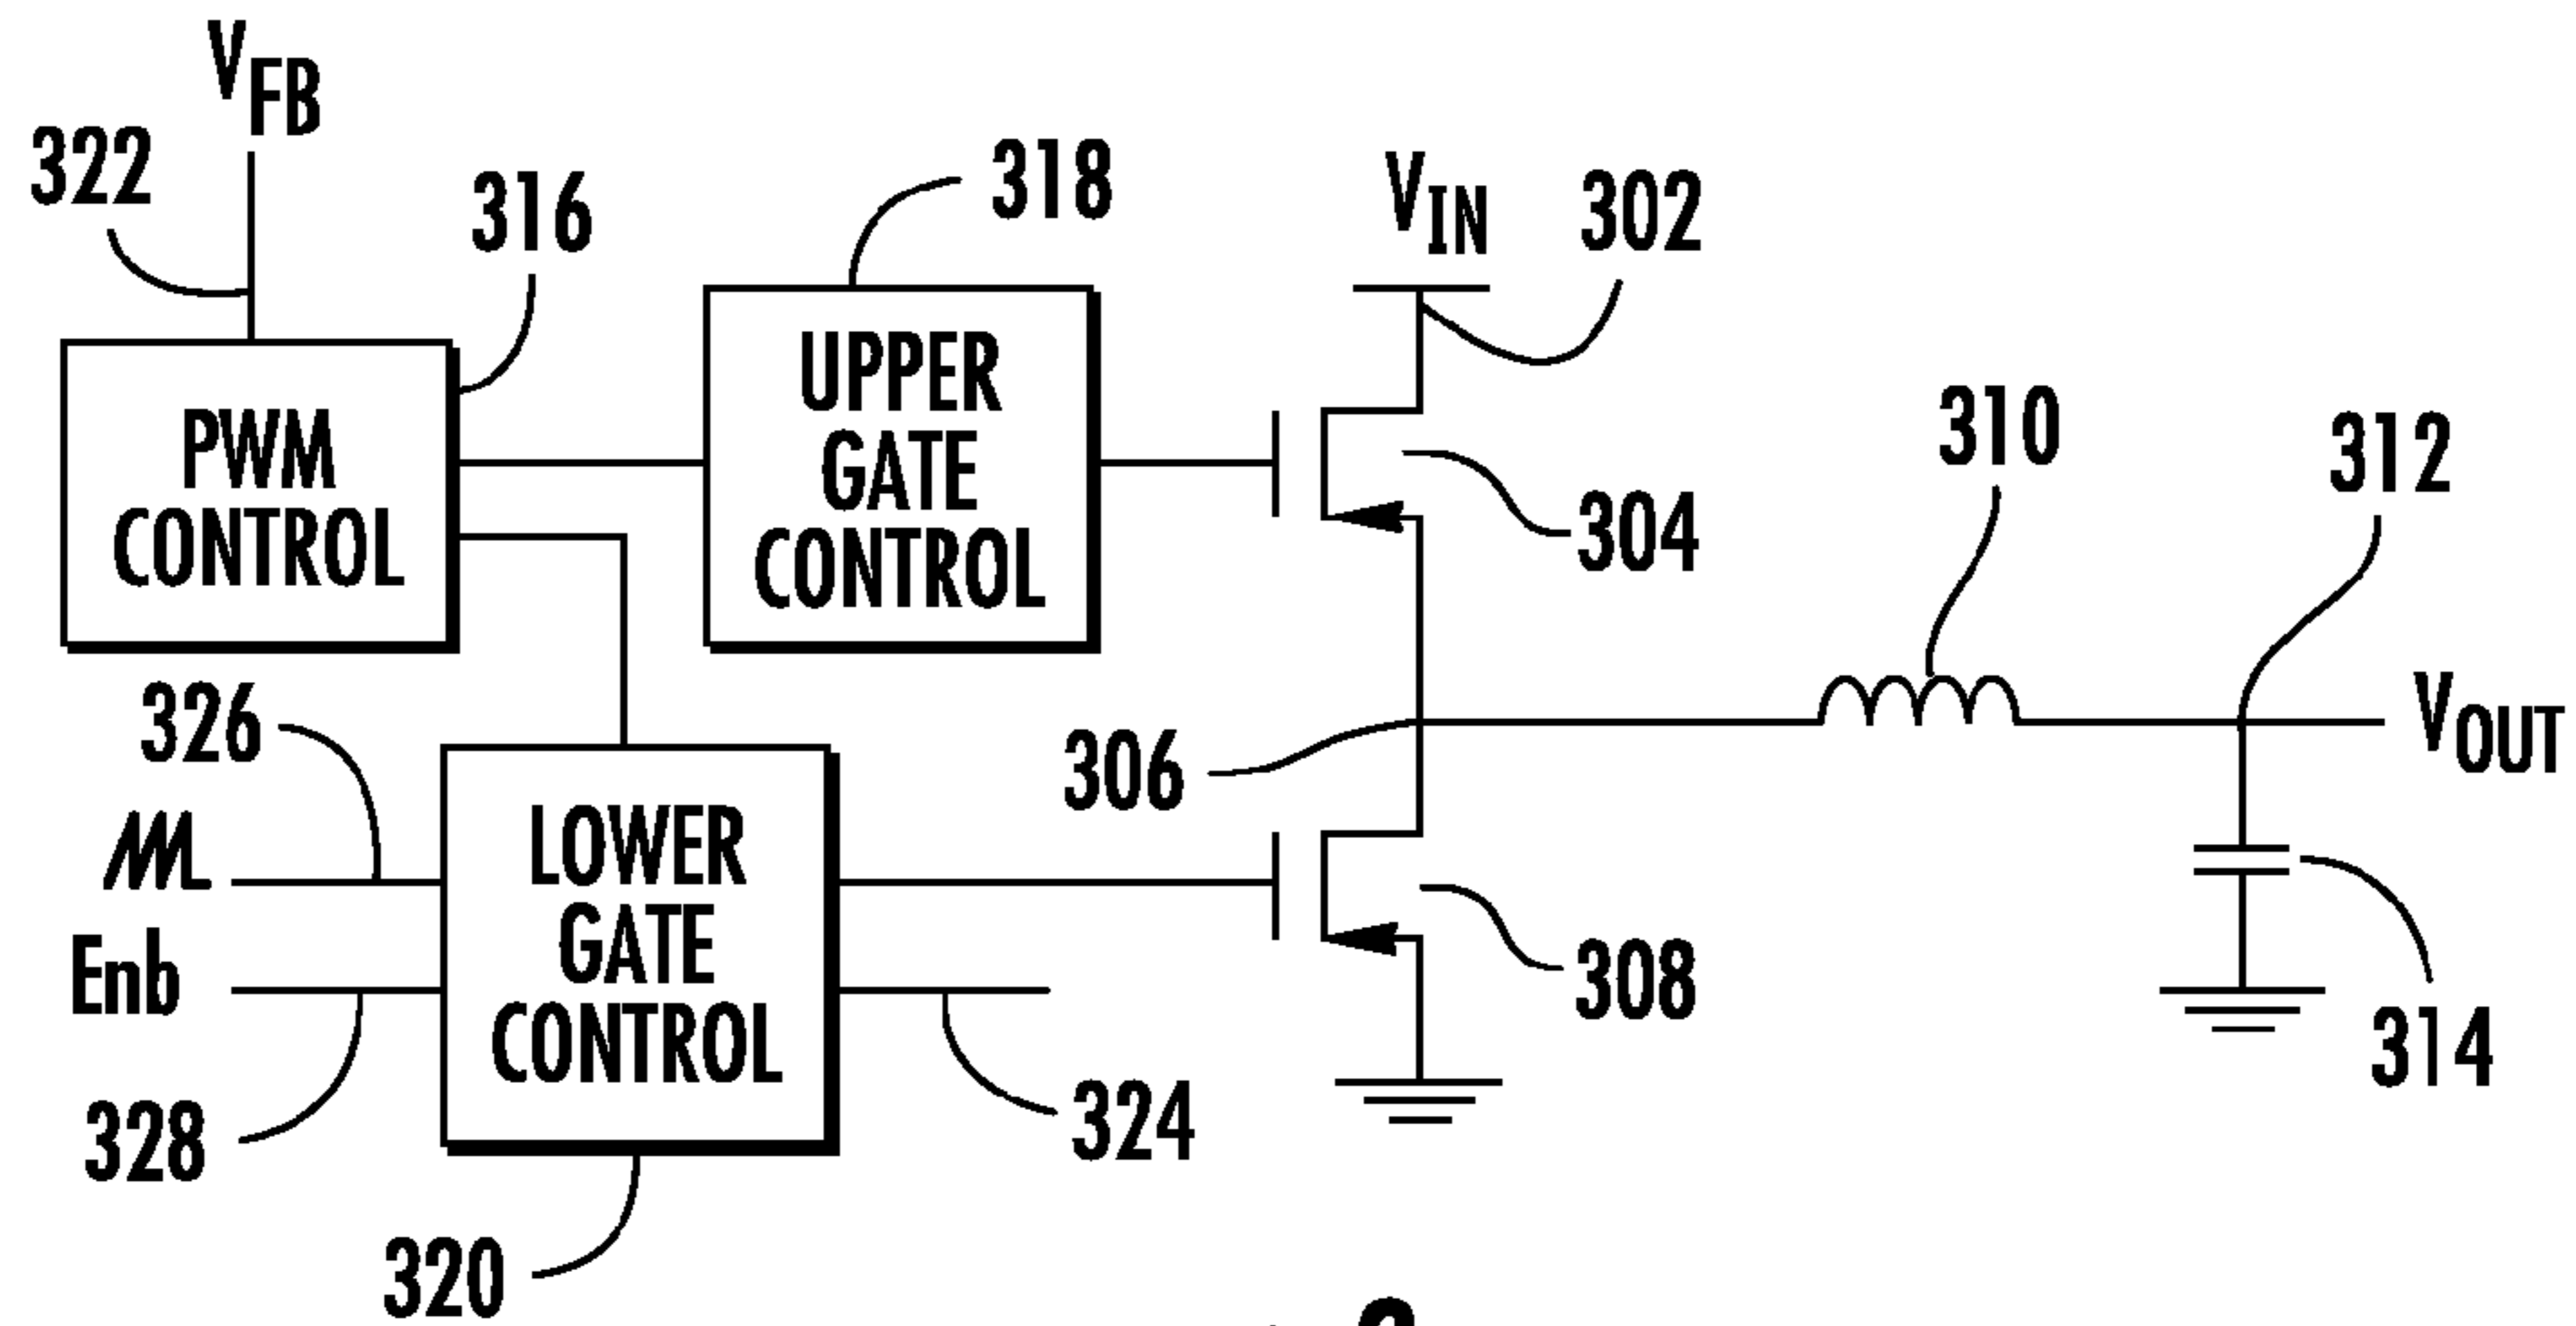 VFB
322
316
318
VIN
302
UPPER
GATE
CONTROL
PWM
CONTROL
304
310
312
326
306
VOUT
LOWER
GATE
CONTROL
Enb
308
314
328
324
320